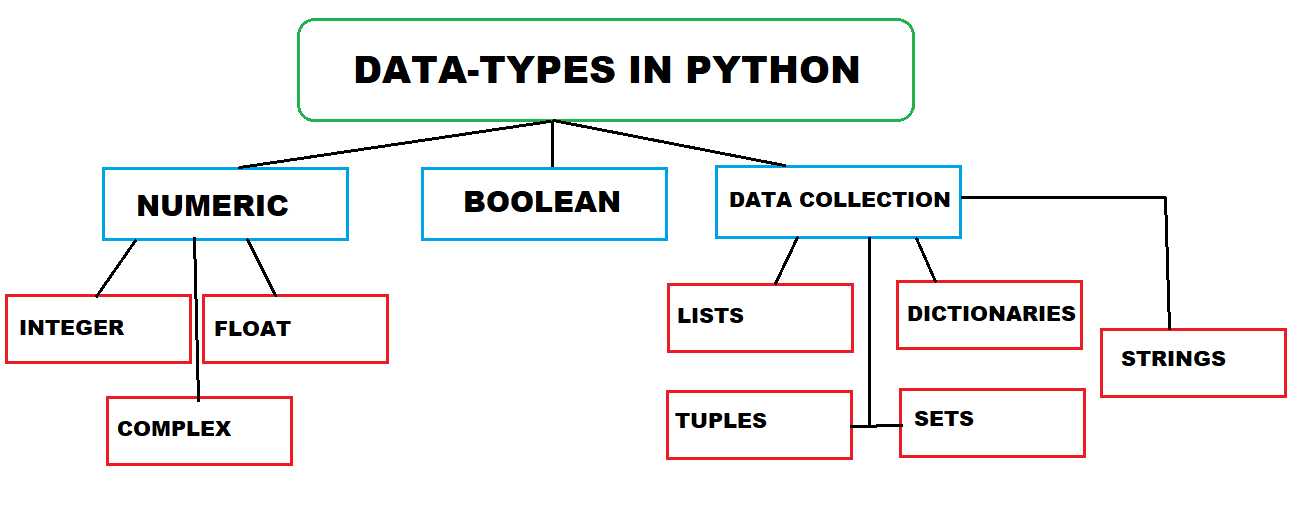 DATA-TYPES IN PYTHON
NUMERIC
BOOLEAN
DATA COLLECTION
INTEGER
FLOAT
COMPLEX
LISTS
DICTIONARIES
TUPLES
SETS
STRINGS